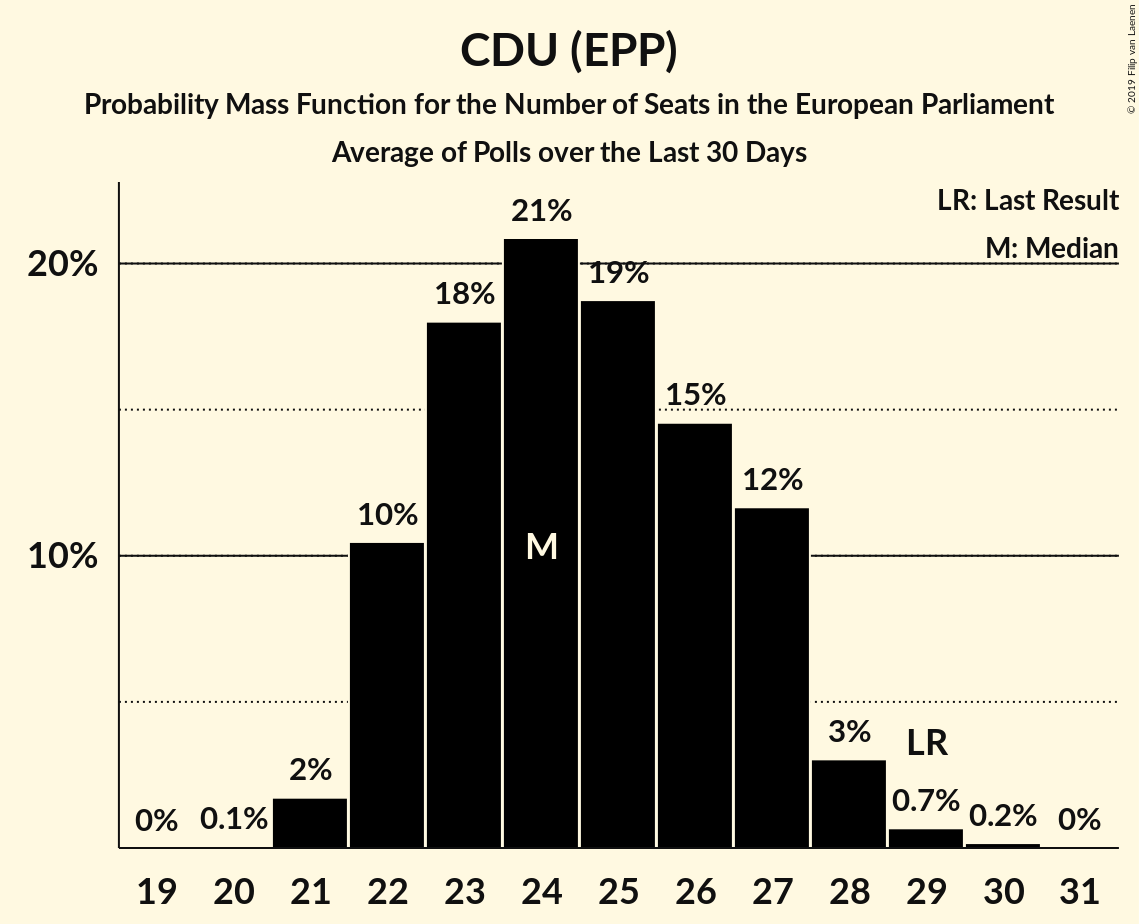 CDU (EPP)
Probability Mass Function for the Number of Seats in the European Parliament
Average of Polls over the Last 30 Days
© 2019 Filip van Laenen
LR: Last Result
M: Median
20%
10%
0%
0.1%
2%
10%
18%
21%
19%
15%
12%
3%
0.7%
0.2%
0%
M
LR
19 20 21 22 23 24 25 26 27 28 29 30 31